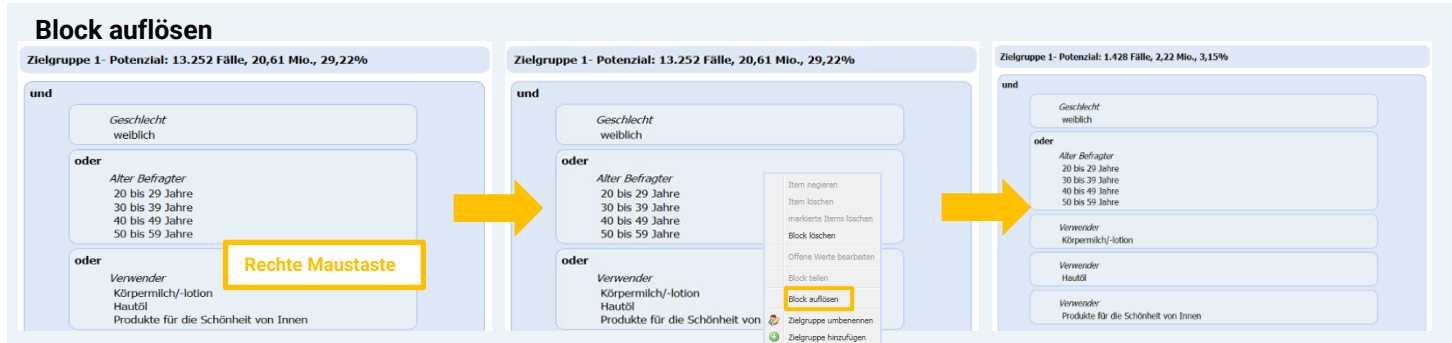 Block auflösen
Zielgruppe 1- Potenzial: 13.252 Fälle, 20,61 Mio., 29,22%
und
Geschlecht
weiblich
oder
Alter Befragter
20 bis 29 Jahre
30 bis 39 Jahre
40 bis 49 Jahre
50 bis 59 Jahre
oder
Verwender
Körpermilch/-lotion
Hautöl
Produkte für die Schönheit von Innen
Rechte Maustaste
Zielgruppe 1- Potenzial: 13.252 Fälle, 20,61 Mio., 29,22%
und
Geschlecht
weiblich
oder
Alter Befragter
20 bis 29 Jahre
30 bis 39 Jahre
40 bis 49 Jahre
50 bis 59 Jahre
oder
Verwender
Körpermilch/-lotion
Hautöl
Produkte für die Schönheit von
Item negieren
Item löschen
markierte Items löschen
Block löschen
Offene Werte bearbeiten
Block teilen
Block auflösen
Zielgruppe umbenennen
Zielgruppe hinzufügen
Zielgruppe 1- Potenzial: 1.428 Fälle, 2,22 Mio., 3,15%
und
Geschlecht
weiblich
oder
Alter Befragter
20 bis 29 Jahre
30 bis 39 Jahre
40 bis 49 Jahre
50 bis 59 Jahre
Verwender
Körpermilch/-lotion
Verwender
Hautöl
Verwender
Produkte für die Schönheit von Innen